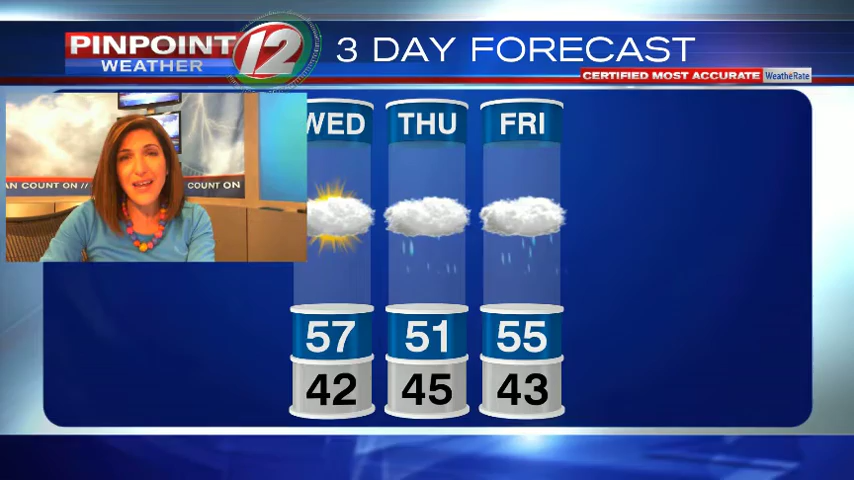 PINPOINT
WEATHER
12
3 DAY FORECAST
CERTIFIED MOST ACCURATE
WeatheRate
WED THU FRI
AN COUNT ON //
COUNT ON
57 51 55
42 45 43